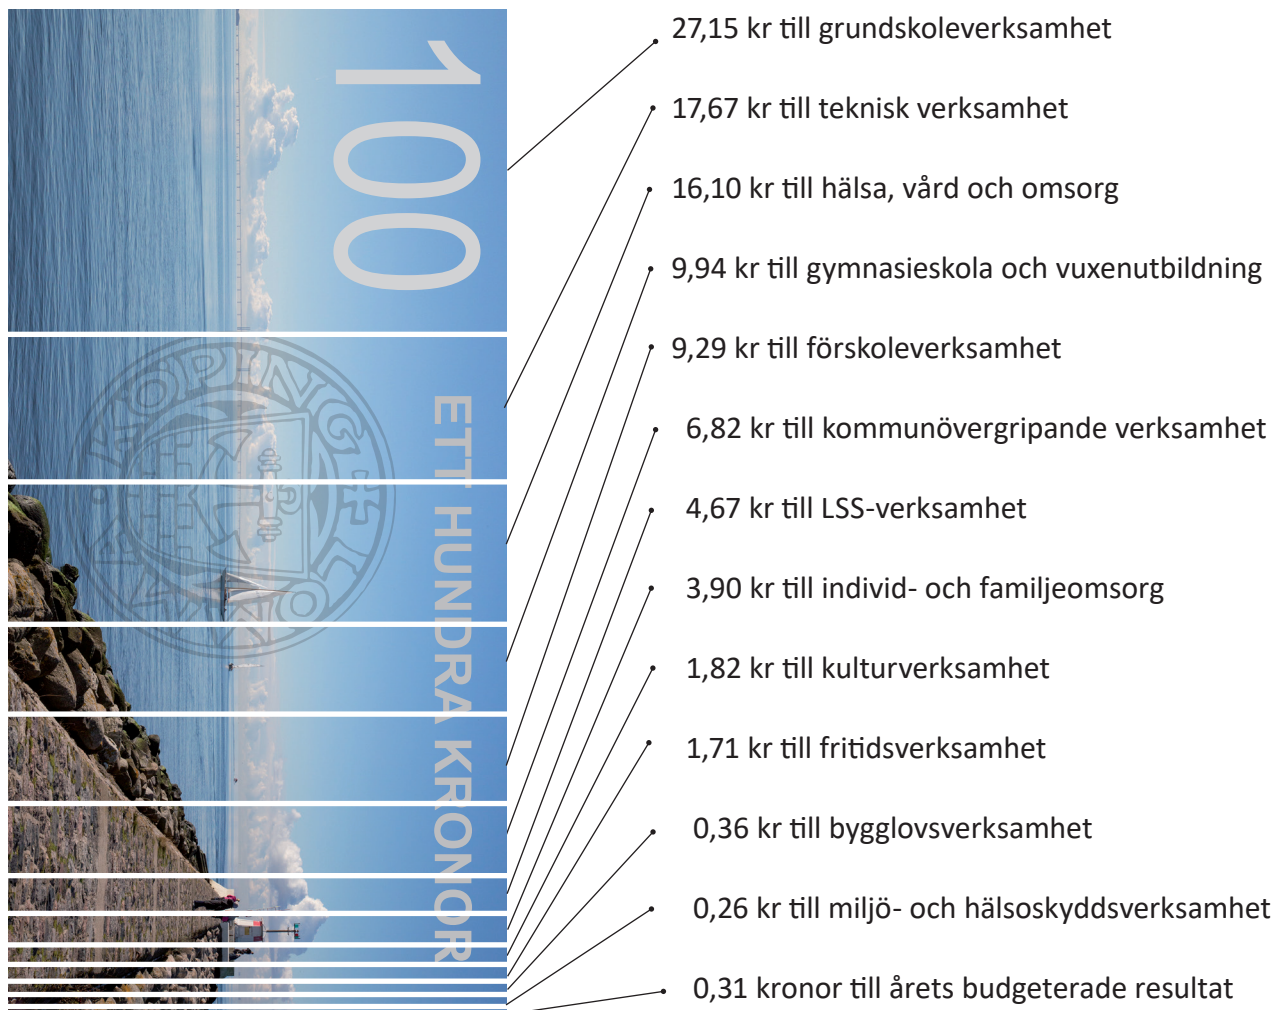 100
ETT HUNDRA KRONOR
27,15 kr till grundskoleverksamhet
17,67 kr till teknisk verksamhet
16,10 kr till hälsa, vård och omsorg
9,94 kr till gymnasieskola och vuxenutbildning
9,29 kr till förskoleverksamhet
6,82 kr till kommunövergripande verksamhet
4,67 kr till LSS-verksamhet
3,90 kr till individ- och familjeomsorg
1,82 kr till kulturverksamhet
1,71 kr till fritidsverksamhet
0,36 kr till bygglovsverksamhet
0,26 kr till miljö- och hälsoskyddsverksamhet
0,31 kronor till årets budgeterade resultat